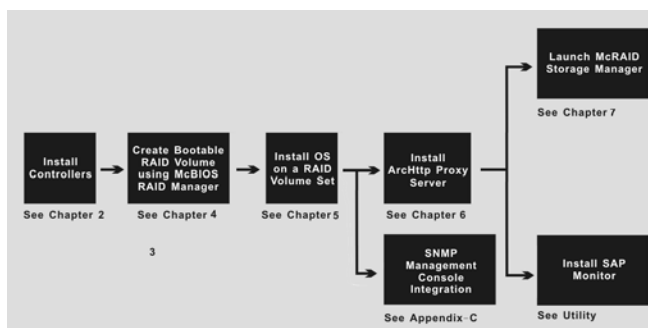 Install
Controllers
See Chapter 2
Create Bootable
RAID Volume
using McBIOS
RAID Manager
See Chapter 4
Install OS
on a RAID
Volume Set
See Chapter 5
Install
ArcHttp Proxy
Server
See Chapter 6
Launch McRAID
Storage Manager
See Chapter 7
SNMP
Management
Console
Integration
See Appendix-C
Install SAP
Monitor
See Utility
3